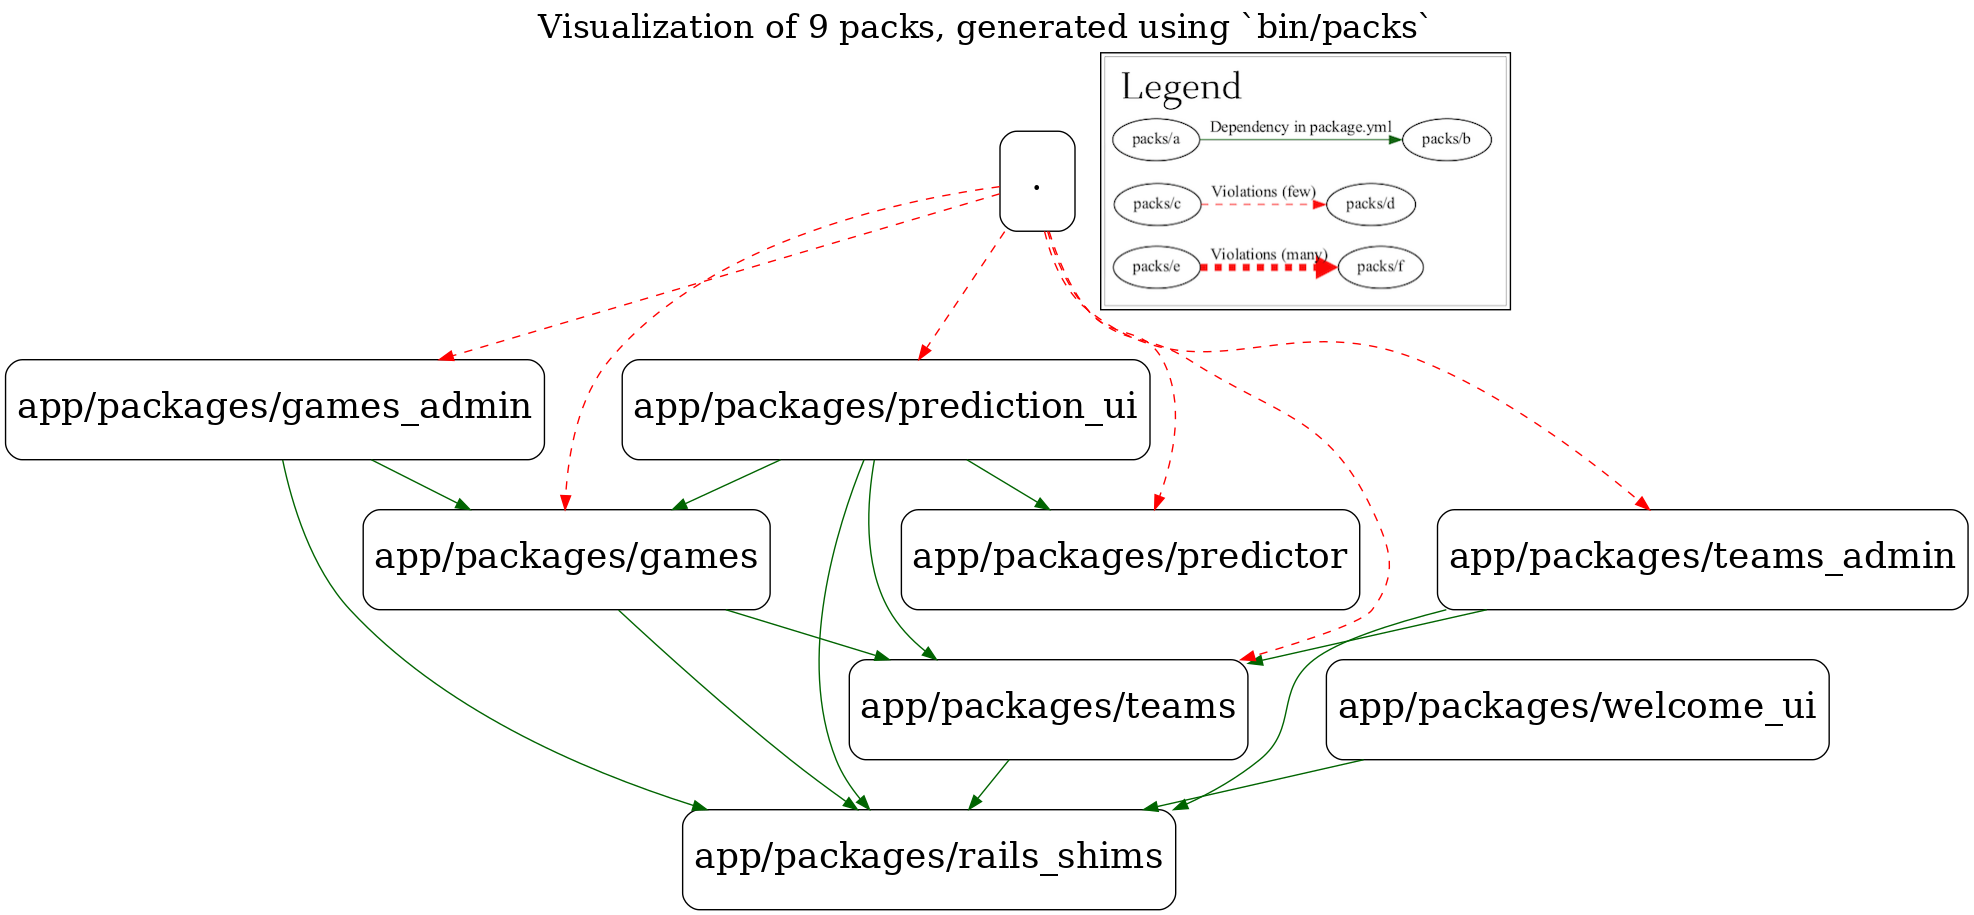 Visualization of 9 packs, generated using `bin/packs`
Legend
packs/a
Dependency in package.yml
packs/b
packs/c
Violations (few)
packs/d
packs/e
Violations (many)
packs/f
.
app/packages/games_admin
app/packages/prediction_ui
app/packages/games
app/packages/predictor
app/packages/teams_admin
app/packages/teams
app/packages/welcome_ui
app/packages/rails_shims